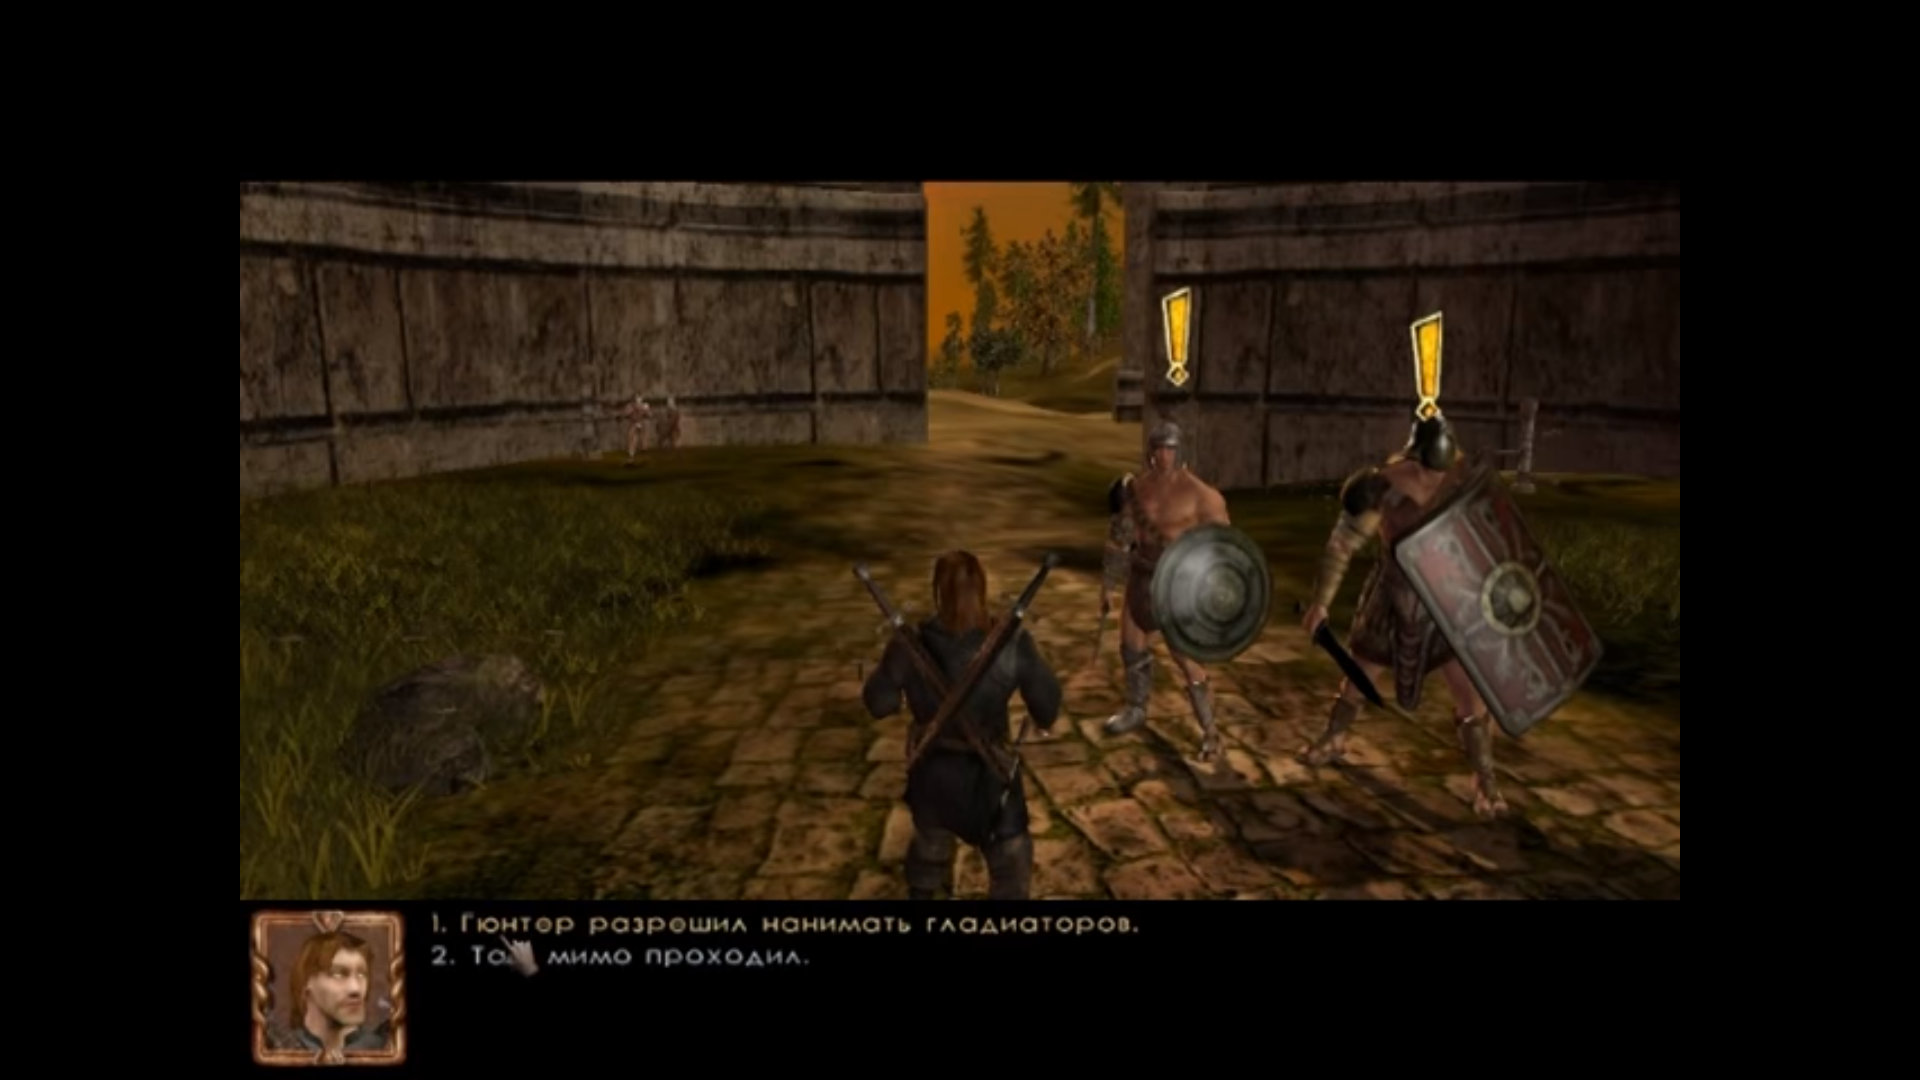 1. Гюнтер разрешил нанимать гладиаторов.
2. мимо проходил.